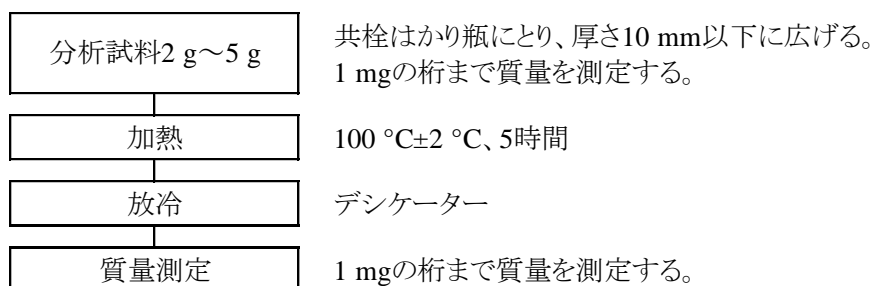 分析試料2 g～5 g
共栓はかり瓶にとり、厚さ10 mm以下に広げる。
1 mgの桁まで質量を測定する。
加熱
100 °C±2 °C、5時間
放冷
デシケーター
質量測定
1 mgの桁まで質量を測定する。